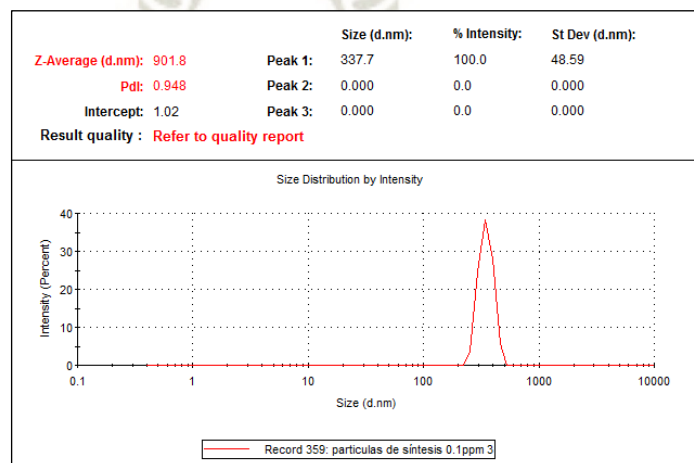 Size (d.nm): % Intensity: St Dev (d.nm):
Z-Average (d.nm): 901.8 Peak 1: 337.7 100.0 48.59
PdI: 0.948 Peak 2: 0.000 0.0 0.000
Intercept: 1.02 Peak 3: 0.000 0.0 0.000
Result quality : Refer to quality report
Size Distribution by Intensity
Intensity (Percent)
40
30
20
10
0
0.1 1 10 100 1000 10000
Size (d.nm)
Record 359: particulas de síntesis 0.1ppm 3